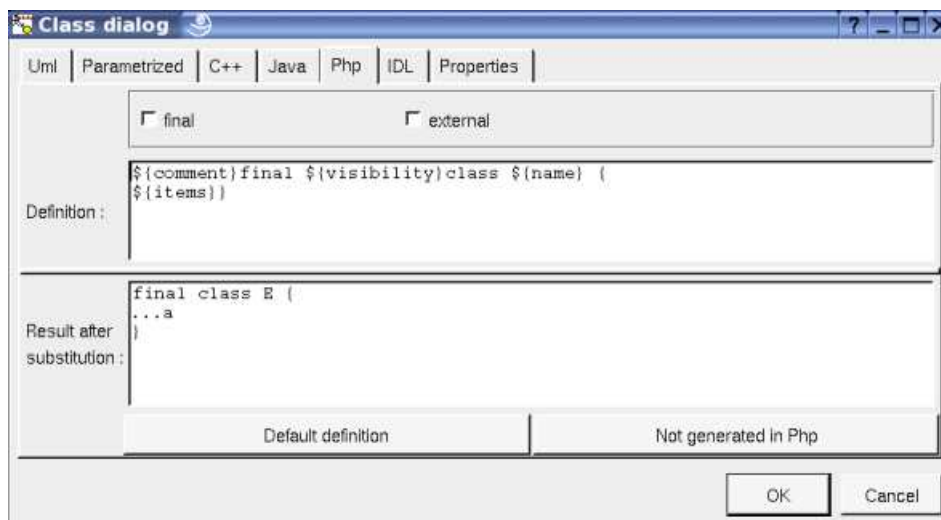 Class dialog
Uml Parametrized C++ Java Php IDL Properties
final external
Definition :
${comment}final ${visibility}class ${name} {
${items}}
Result after
substitution :
final class E {
...a
}
Default definition Not generated in Php
OK Cancel